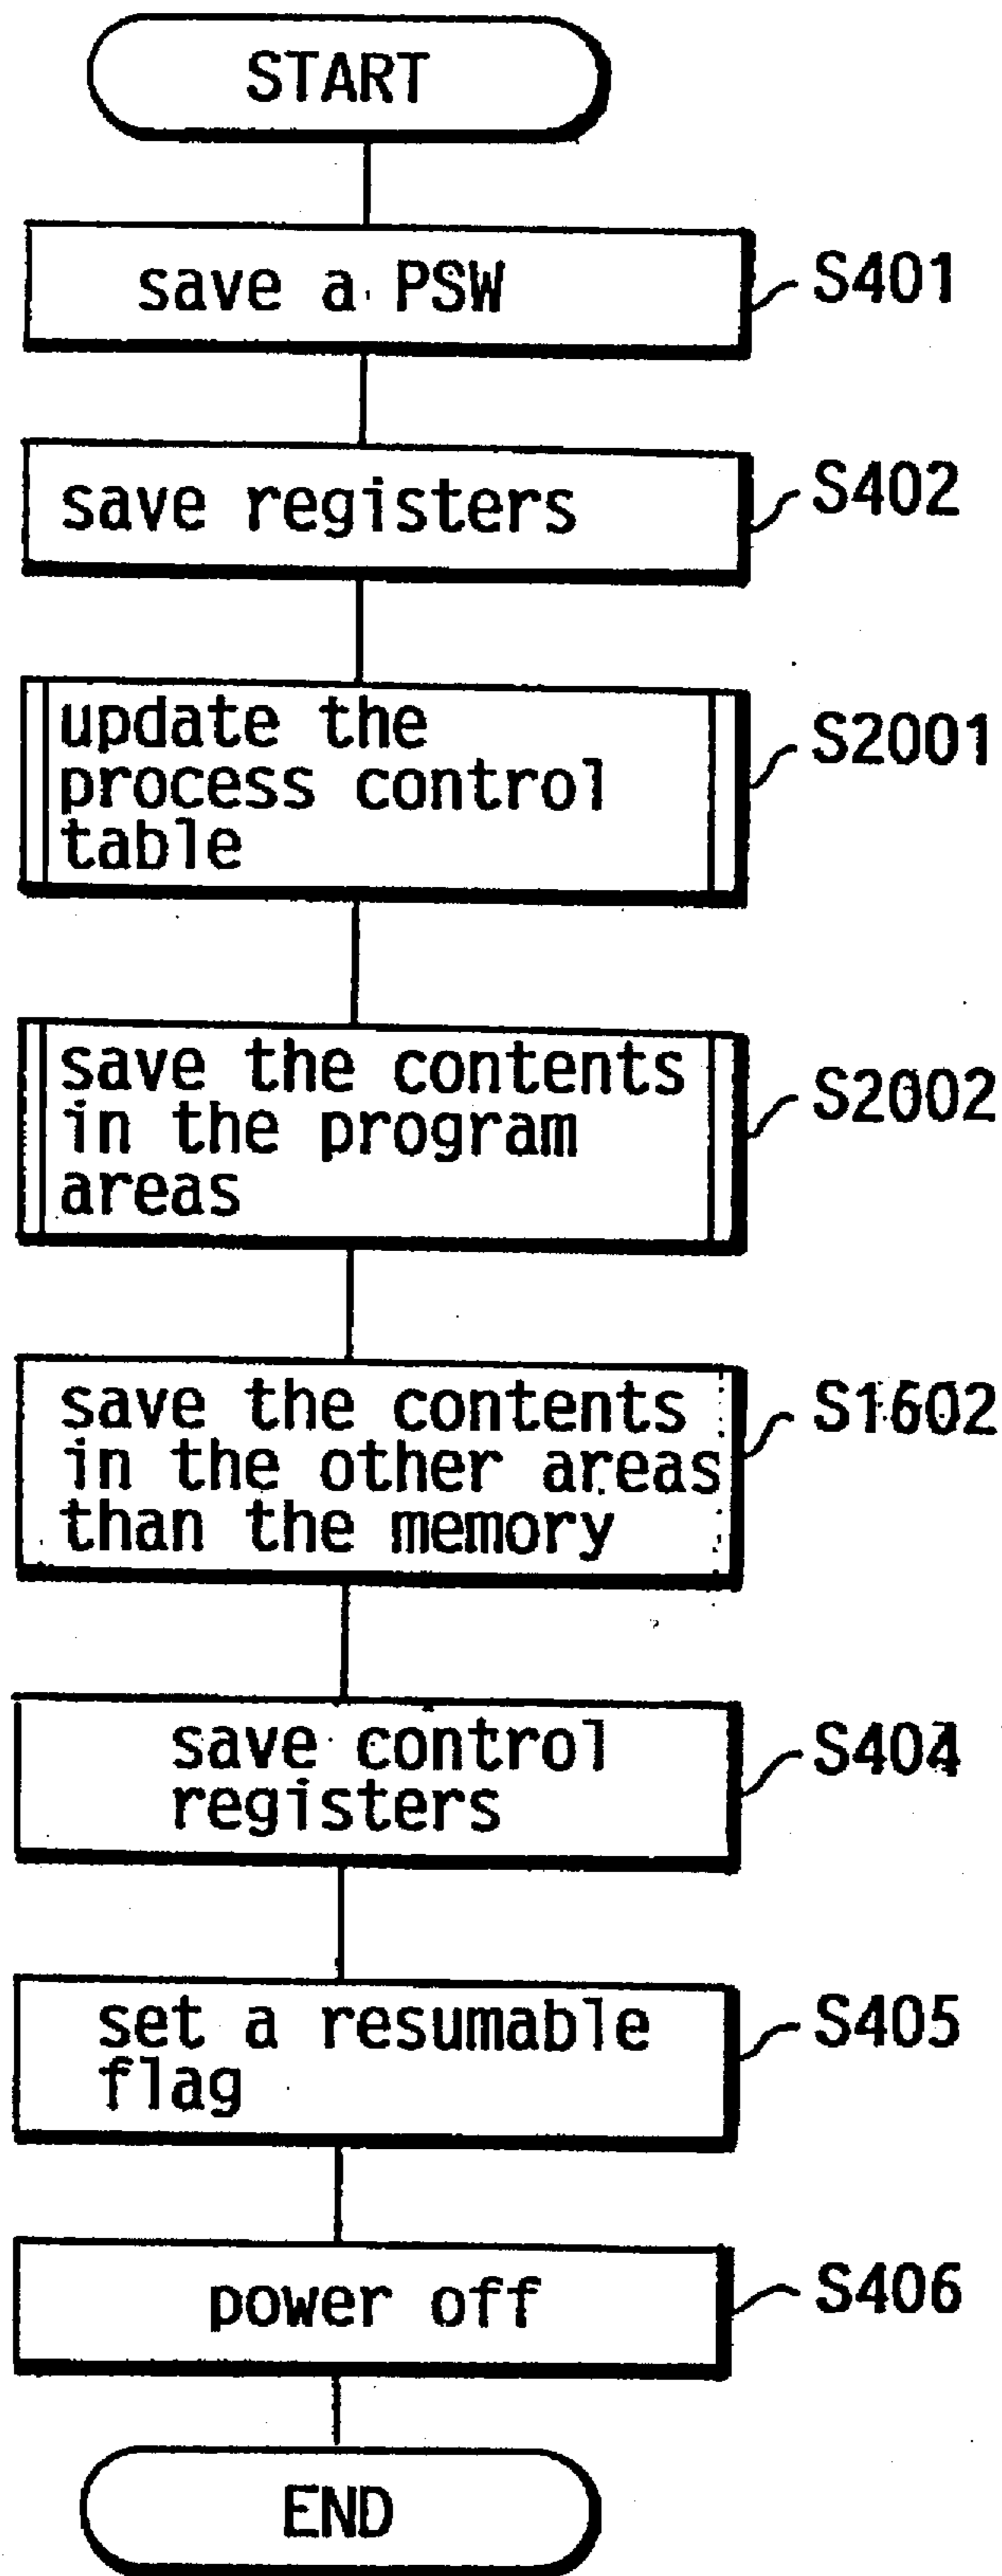 START
save a PSW
S401
save registers
S402
update the
process control
table
S2001
save the contents
in the program
areas
S2002
save the contents
in the other areas
than the memory
S1602
save control
registers
S404
set a resumable
flag
S405
power off
S406
END